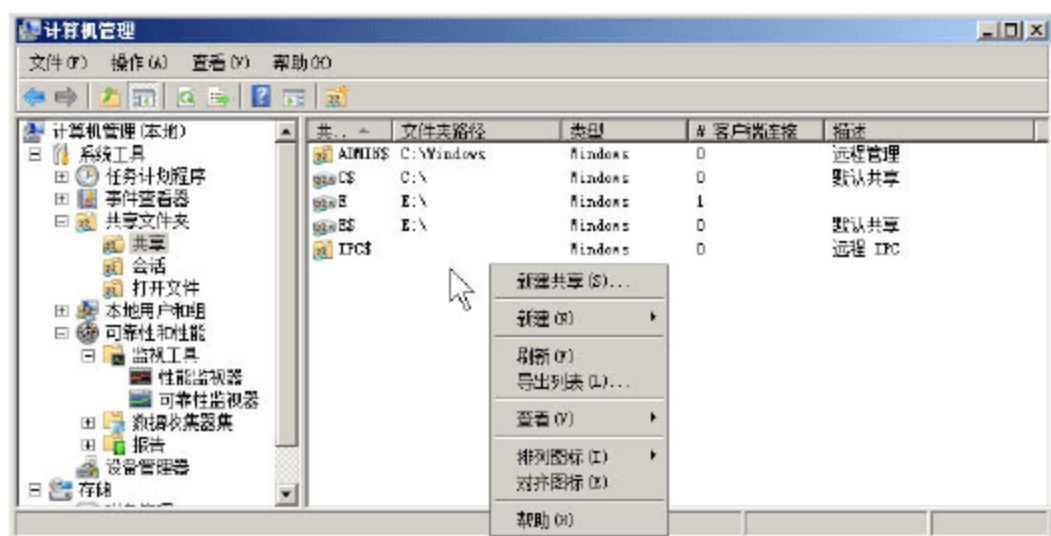 计算机管理
文件(F) 操作(A) 查看(V) 帮助(H)
计算机管理(本地)
系统工具
任务计划程序
事件查看器
共享文件夹
共享
会话
打开文件
本地用户和组
可靠性和性能
监视工具
性能监视器
可靠性监视器
数据收集器集
报告
设备管理器
存储
共.. 文件夹路径 类型 # 客户端连接 描述
ADMIN$ C:\Windows Windows 0 远程管理
C$ C:\ Windows 0 默认共享
E E:\ Windows 1
E$ E:\ Windows 0 默认共享
IPC$ Windows 0 远程 IPC
新建共享(S)...
新建(N)
刷新(F)
导出列表(L)...
查看(V)
排列图标(I)
对齐图标(E)
帮助(H)